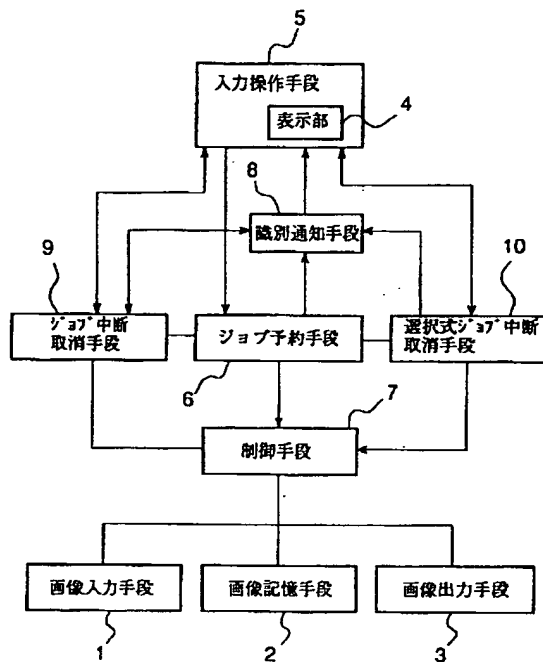 5
入力操作手段
表示部
4
8
識別通知手段
9
10
ジョブ中断
取消手段
ジョブ予約手段
選択式ジョブ中断
取消手段
6
7
制御手段
画像入力手段
画像記憶手段
画像出力手段
1
2
3